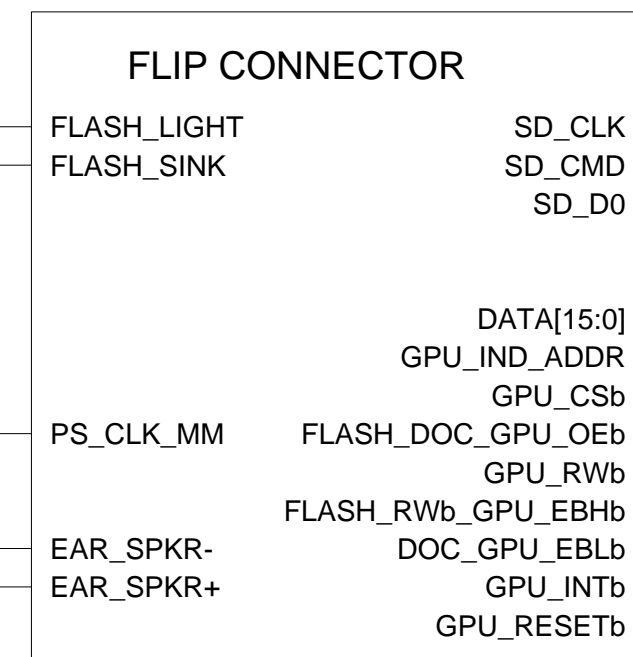 FLIP CONNECTOR
FLASH_LIGHT SD_CLK
FLASH_SINK SD_CMD
SD_D0
DATA[15:0]
GPU_IND_ADDR
GPU_CSb
PS_CLK_MM FLASH_DOC_GPU_OEb
GPU_RWb
FLASH_RWb_GPU_EBHb
EAR_SPKR- DOC_GPU_EBLb
EAR_SPKR+ GPU_INTb
GPU_RESETb